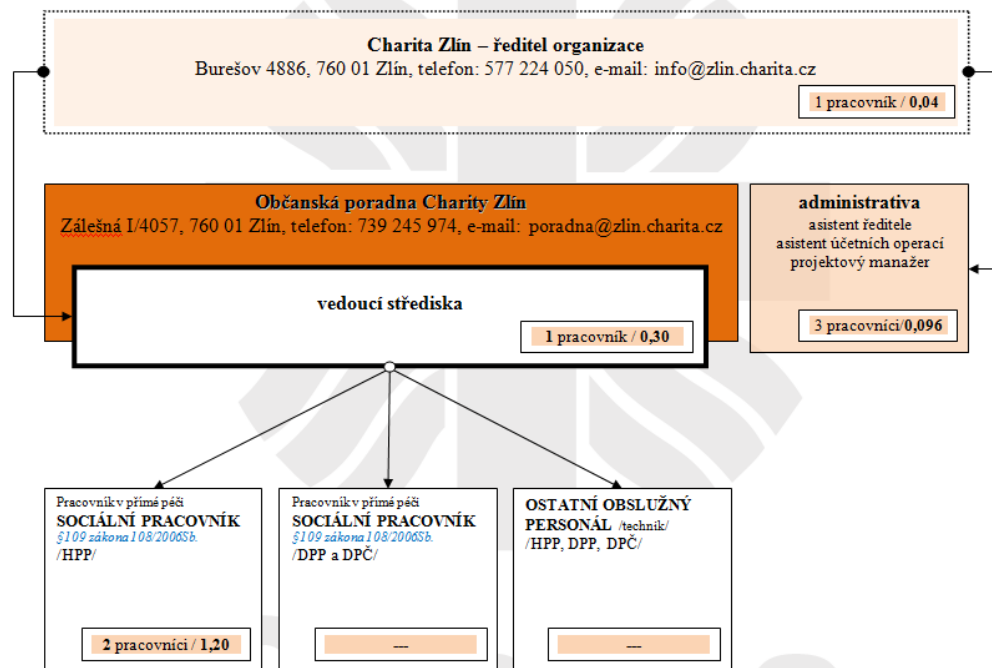 Charita Zlín – ředitel organizace
Burešov 4886, 760 01 Zlín, telefon: 577 224 050, e-mail: info@zlin.charita.cz
1 pracovník / 0,04
Občanská poradna Charity Zlín
Zálešná I/4057, 760 01 Zlín, telefon: 739 245 974, e-mail: poradna@zlin.charita.cz
vedoucí střediska
1 pracovník / 0,30
administrativa
asistent ředitele
asistent účetních operací
projektový manažer
3 pracovníci/0,096
Pracovník v přímé péči
SOCIÁLNÍ PRACOVNÍK
§109 zákona 108/2006Sb.
/HPP/
2 pracovníci / 1,20
Pracovník v přímé péči
SOCIÁLNÍ PRACOVNÍK
§109 zákona 108/2006Sb.
/DPP a DPČ/
---
OSTATNÍ OBSLUŽNÝ
PERSONÁL /technik/
/HPP, DPP, DPČ/
---